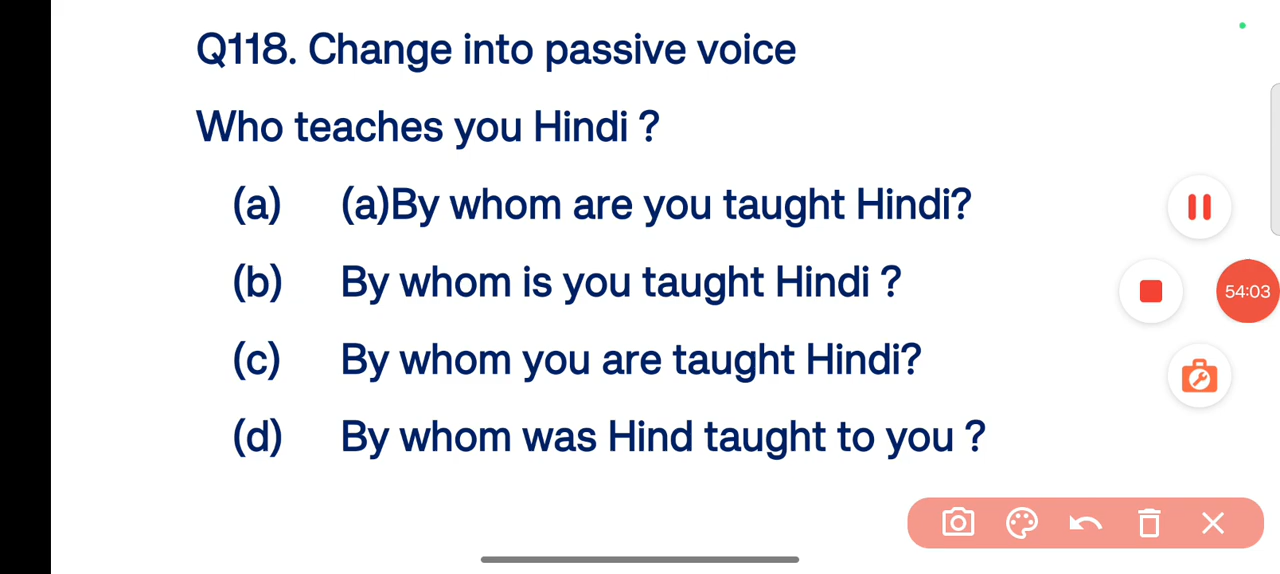 Q118. Change into passive voice
Who teaches you Hindi ?
(a) (a)By whom are you taught Hindi?
(b) By whom is you taught Hindi ?
(c) By whom you are taught Hindi?
(d) By whom was Hind taught to you ?
54:03